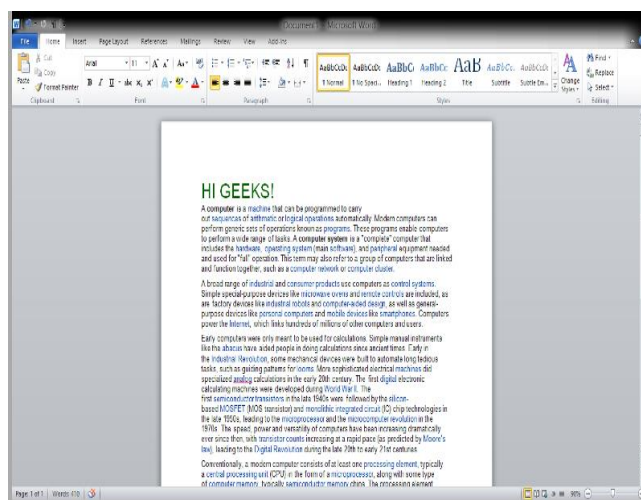 Document1 - Microsoft Word
File Home Insert Page Layout References Mailings Review View Add-Ins
Cut
Copy
Paste
Format Painter
Clipboard
Arial 11
Font
Paragraph
AaBbCcDc AaBbCcDc AaBbC AaBbCc AaB AaBbCc. AaBbCcDc
1 Normal 1 No Spaci... Heading 1 Heading 2 Title Subtitle Subtle Em...
Change
Styles
Styles
Find
Replace
Select
Editing
HI GEEKS!
A computer is a machine that can be programmed to carry
out sequences of arithmetic or logical operations automatically. Modern computers can
perform generic sets of operations known as programs. These programs enable computers
to perform a wide range of tasks. A computer system is a "complete" computer that
includes the hardware, operating system (main software), and peripheral equipment needed
and used for "full" operation. This term may also refer to a group of computers that are linked
and function together, such as a computer network or computer cluster.
A broad range of industrial and consumer products use computers as control systems.
Simple special-purpose devices like microwave ovens and remote controls are included, as
are factory devices like industrial robots and computer-aided design, as well as general-
purpose devices like personal computers and mobile devices like smartphones. Computers
power the Internet, which links hundreds of millions of other computers and users.
Early computers were only meant to be used for calculations. Simple manual instruments
like the abacus have aided people in doing calculations since ancient times. Early in
the Industrial Revolution, some mechanical devices were built to automate long tedious
tasks, such as guiding patterns for looms. More sophisticated electrical machines did
specialized analog calculations in the early 20th century. The first digital electronic
calculating machines were developed during World War II. The
first semiconductor transistors in the late 1940s were followed by the silicon-
based MOSFET (MOS transistor) and monolithic integrated circuit (IC) chip technologies in
the late 1950s, leading to the microprocessor and the microcomputer revolution in the
1970s. The speed, power and versatility of computers have been increasing dramatically
ever since then, with transistor counts increasing at a rapid pace (as predicted by Moore's
law), leading to the Digital Revolution during the late 20th to early 21st centuries.
Conventionally, a modern computer consists of at least one processing element, typically
a central processing unit (CPU) in the form of a microprocessor, along with some type
of computer memory, typically semiconductor memory chips. The processing element
Page: 1 of 1 Words: 410 90%